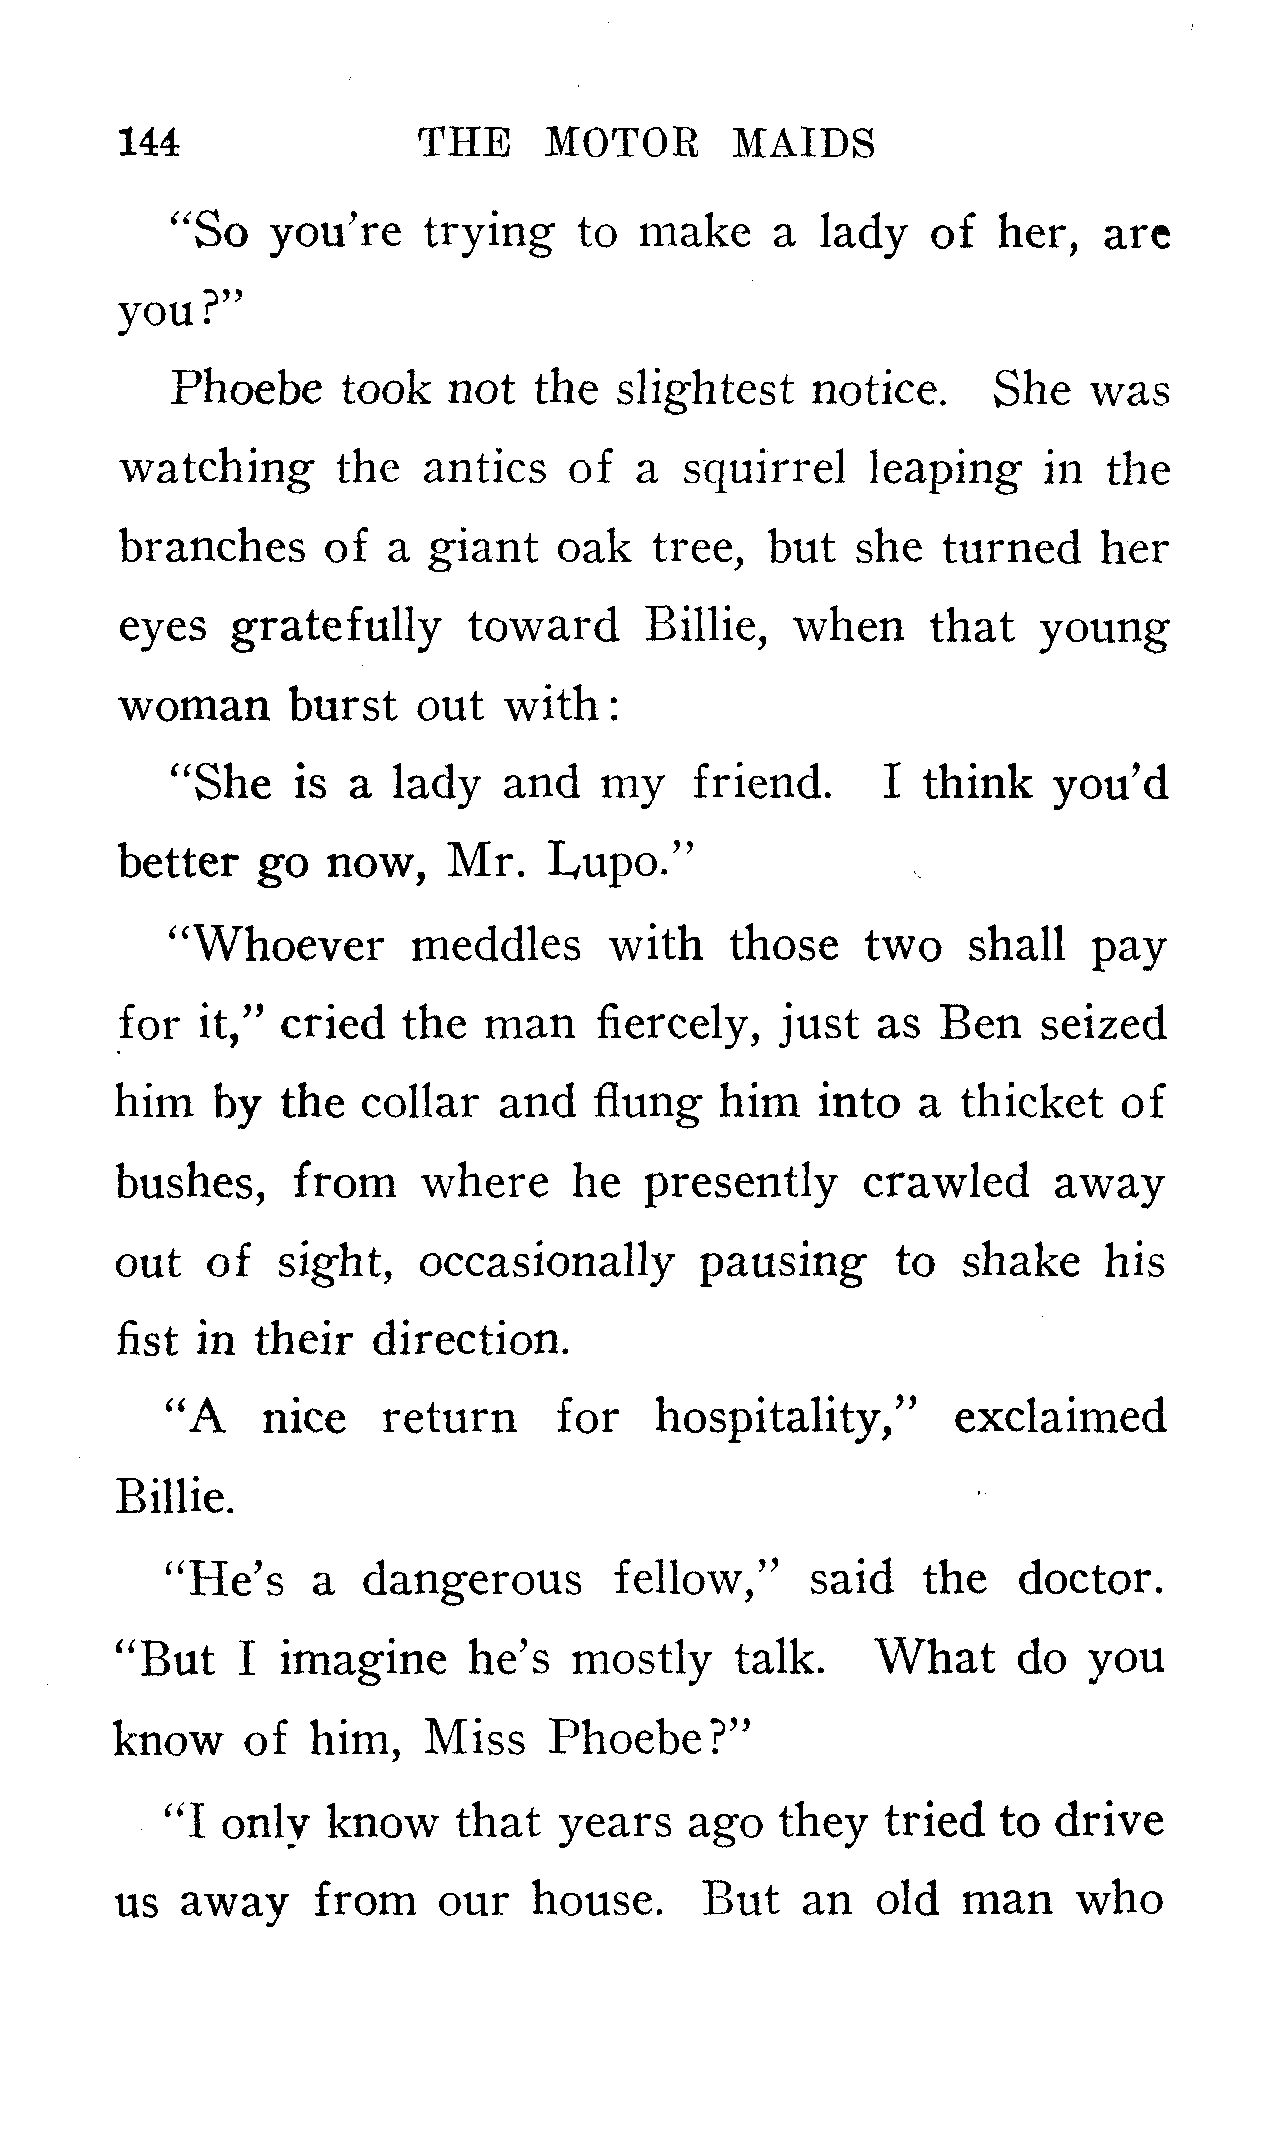 144 THE MOTOR MAIDS
"So you're trying to make a lady of her, are
you?"
Phoebe took not the slightest notice. She was
watching the antics of a squirrel leaping in the
branches of a giant oak tree, but she turned her
eyes gratefully toward Billie, when that young
woman burst out with:
"She is a lady and my friend. I think you'd
better go now, Mr. Lupo."
"Whoever meddles with those two shall pay
for it," cried the man fiercely, just as Ben seized
him by the collar and flung him into a thicket of
bushes, from where he presently crawled away
out of sight, occasionally pausing to shake his
fist in their direction.
"A nice return for hospitality," exclaimed
Billie.
"He's a dangerous fellow," said the doctor.
"But I imagine he's mostly talk. What do you
know of him, Miss Phoebe?"
"I only know that years ago they tried to drive
us away from our house. But an old man who